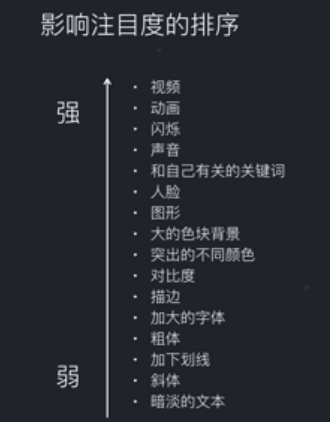 影响注目度的排序
强
· 视频
· 动画
· 闪烁
· 声音
· 和自己有关的关键词
· 人脸
· 图形
· 大的色块背景
· 突出的不同颜色
· 对比度
· 描边
· 加大的字体
· 粗体
· 加下划线
弱
· 斜体
· 暗淡的文本